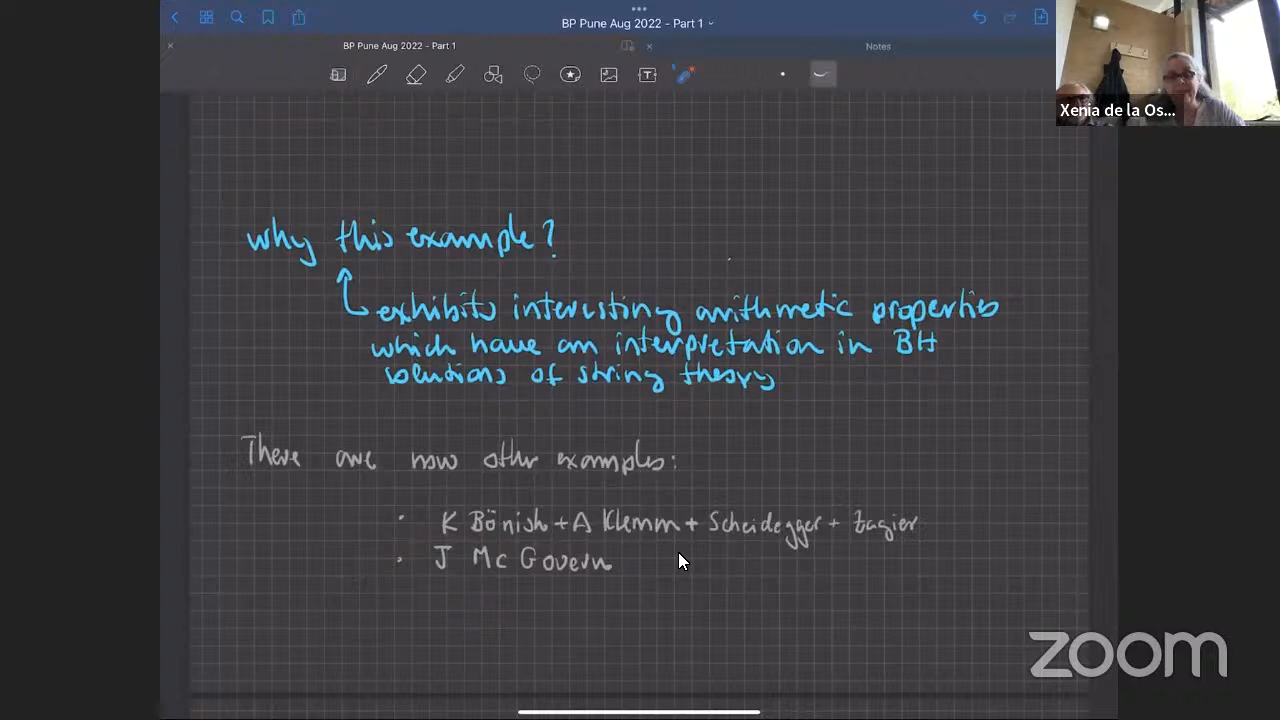 BP Pune Aug 2022 - Part 1
BP Pune Aug 2022 - Part 1
Notes
Xenia de la Os...
why this example?
exhibits interesting arithmetic properties
which have an interpretation in BH
solutions of string theory
There are now other examples:
· K Bönish + A Klemm + Scheidegger + Zagier
· J McGovern
zoom